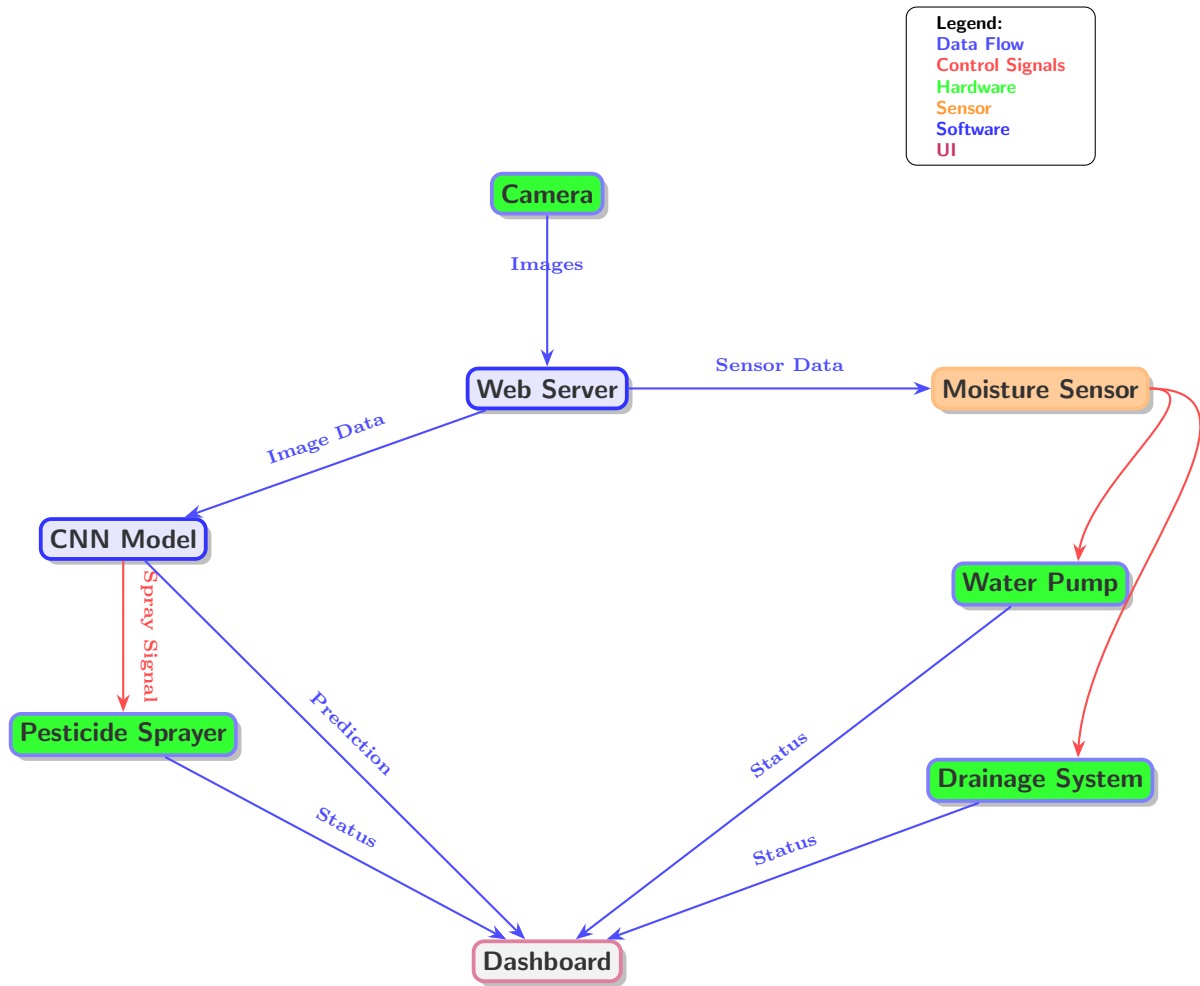 Legend:
Data Flow
Control Signals
Hardware
Sensor
Software
UI
Camera
Images
Web Server
Sensor Data
Moisture Sensor
Image Data
CNN Model
Water Pump
Spray Signal
Pesticide Sprayer
Prediction
Status
Drainage System
Status
Status
Dashboard